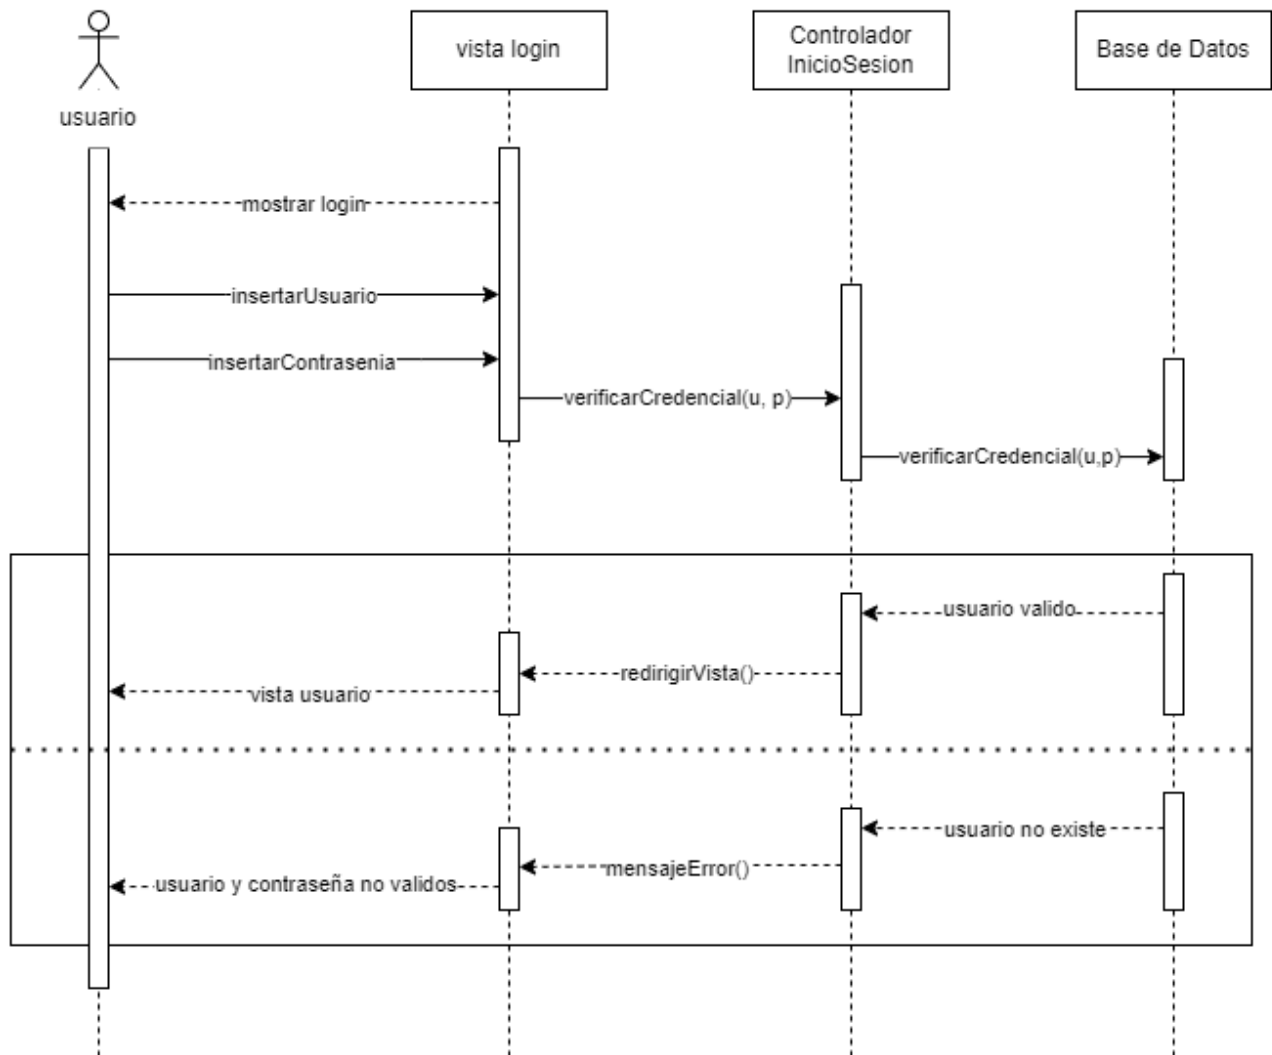 vista login
Controlador
InicioSesion
Base de Datos
usuario
mostrar login
insertarUsuario
insertarContrasenia
verificarCredencial(u, p)
verificarCredencial(u,p)
usuario valido
redirigirVista()
vista usuario
usuario no existe
mensajeError()
usuario y contraseña no validos